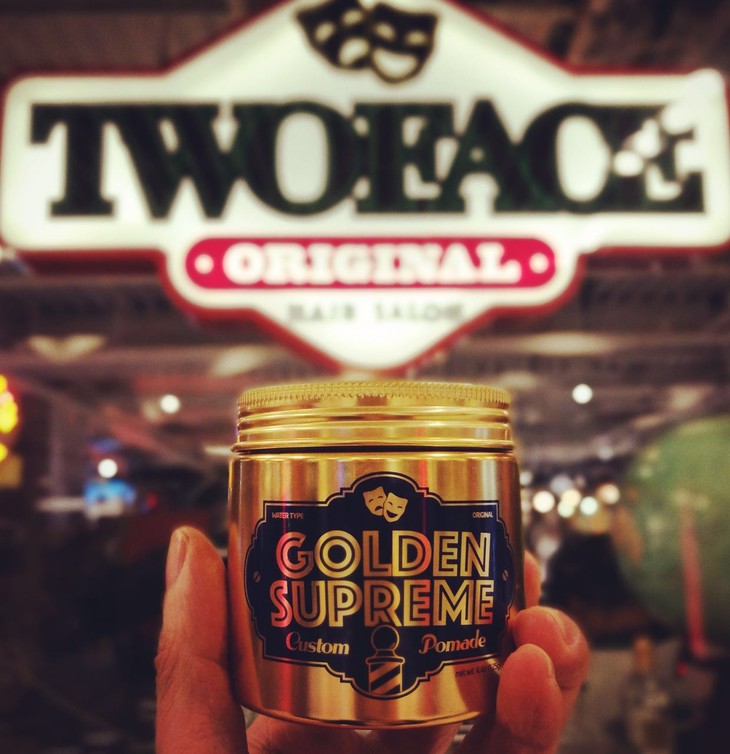 TWOFACE
ORIGINAL
HAIR SALON
WATER TYPE
ORIGINAL
GOLDEN
SUPREME
Custom Pomade